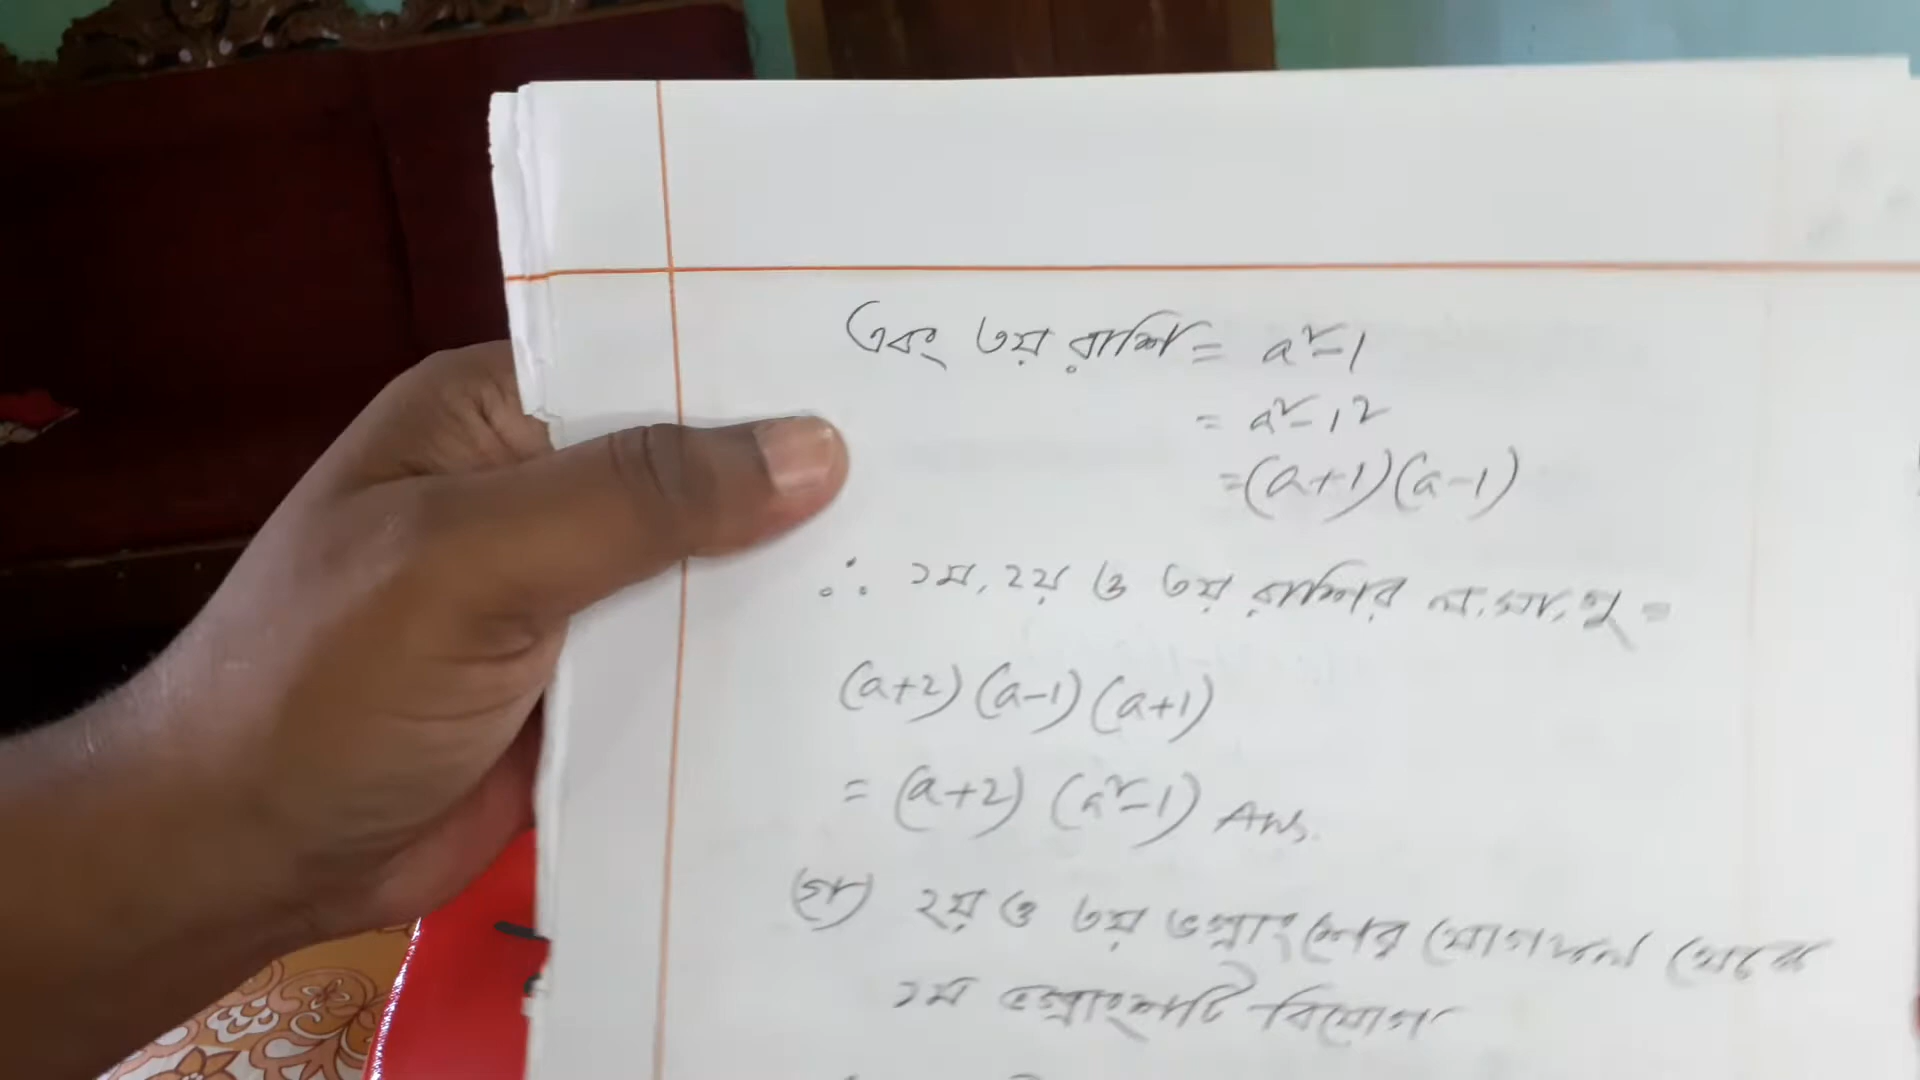 এবং ৩য় রাশি = a²-1
= a²-1²
=(a+1)(a-1)
∴ ১ম, ২য় ও ৩য় রাশির ল.সা.গু =
(a+2)(a-1)(a+1)
= (a+2) (a²-1) Ans.
(গ) ২য় ও ৩য় ভগ্নাংশের যোগফল থেকে
১ম ভগ্নাংশটি বিয়োগ